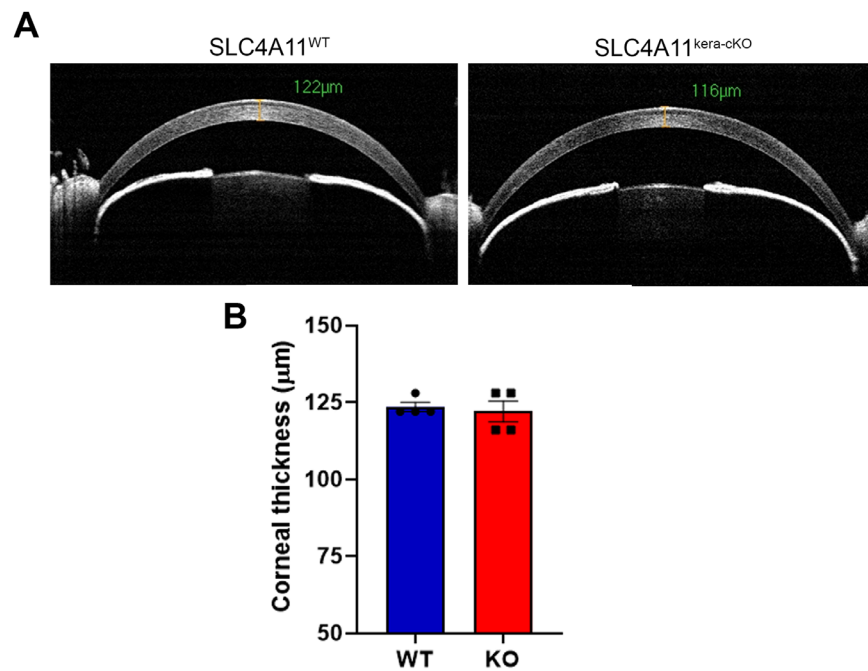 A
SLC4A11WT
SLC4A11kera-cKO
122µm
116µm
B
Corneal thickness (µm)
150
125
100
75
50
WT
KO